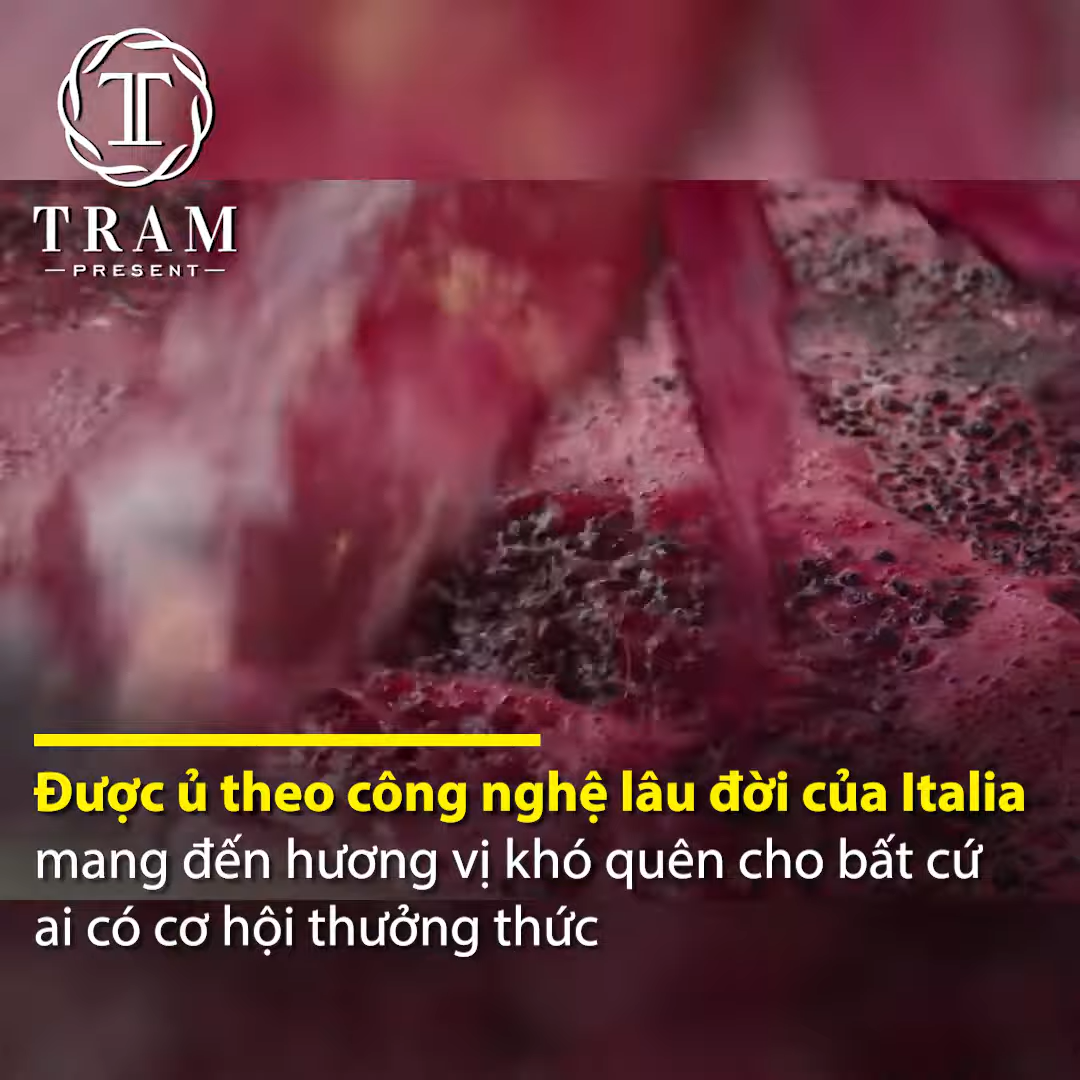 T
TRAM
PRESENT
Được ủ theo công nghệ lâu đời của Italia
mang đến hương vị khó quên cho bất cứ
ai có cơ hội thưởng thức